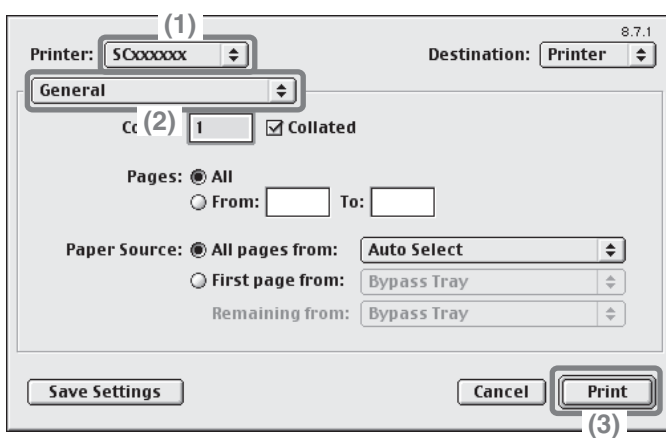 (1)
8.7.1
Printer: SCxxxxxx Destination: Printer
General
(2) 1 Collated
Pages: All
From: To:
Paper Source: All pages from: Auto Select
First page from: Bypass Tray
Remaining from: Bypass Tray
Save Settings Cancel Print
(3)